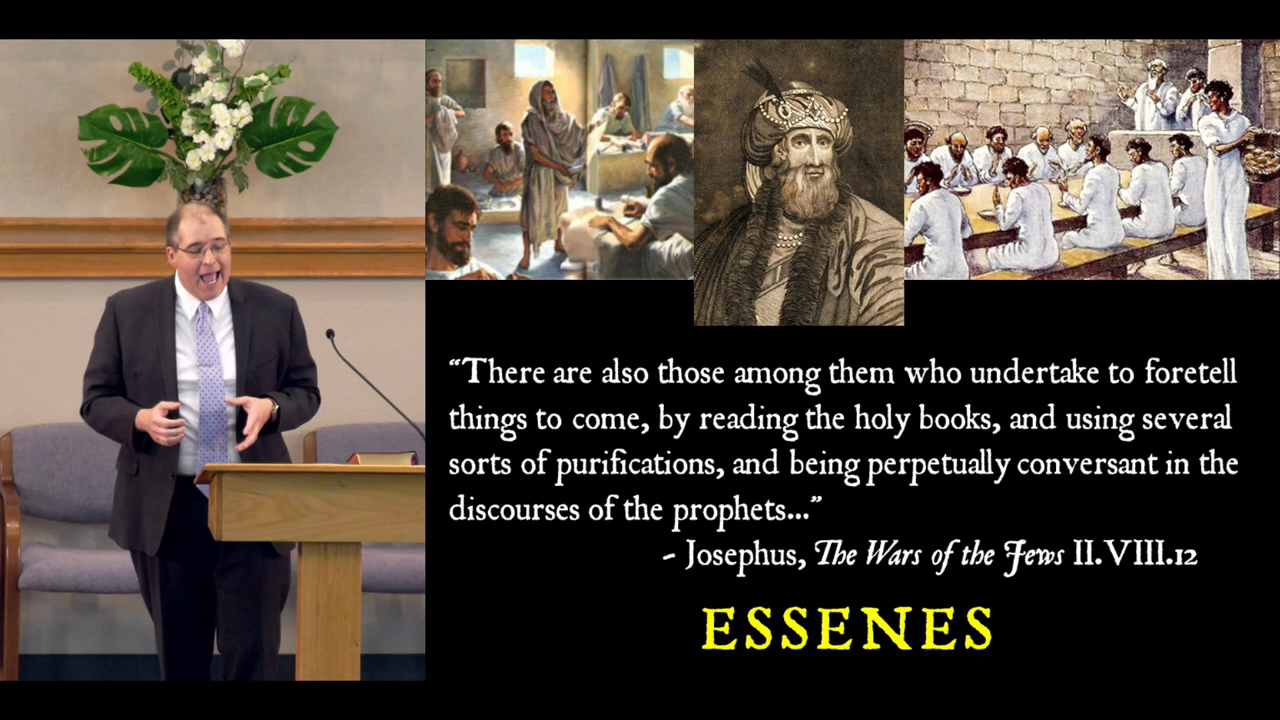 “There are also those among them who undertake to foretell
things to come, by reading the holy books, and using several
sorts of purifications, and being perpetually conversant in the
discourses of the prophets...”
- Josephus, The Wars of the Jews II.VIII.12
ESSENES